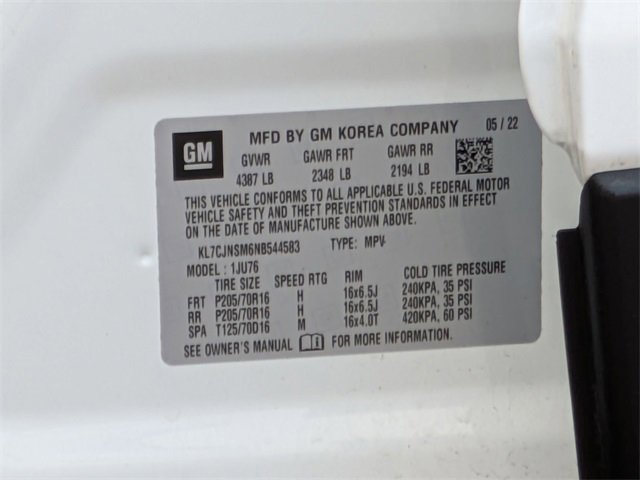 GM
MFD BY GM KOREA COMPANY 05 / 22
GVWR GAWR FRT GAWR RR
4387 LB 2348 LB 2194 LB
THIS VEHICLE CONFORMS TO ALL APPLICABLE U.S. FEDERAL MOTOR
VEHICLE SAFETY AND THEFT PREVENTION STANDARDS IN EFFECT
ON THE DATE OF MANUFACTURE SHOWN ABOVE.
KL7CJNSM6NB544583 TYPE: MPV
MODEL: 1JU76
TIRE SIZE SPEED RTG RIM COLD TIRE PRESSURE
FRT P205/70R16 H 16x6.5J 240KPA, 35 PSI
RR P205/70R16 H 16x6.5J 240KPA, 35 PSI
SPA T125/70D16 M 16x4.0T 420KPA, 60 PSI
SEE OWNER'S MANUAL FOR MORE INFORMATION.